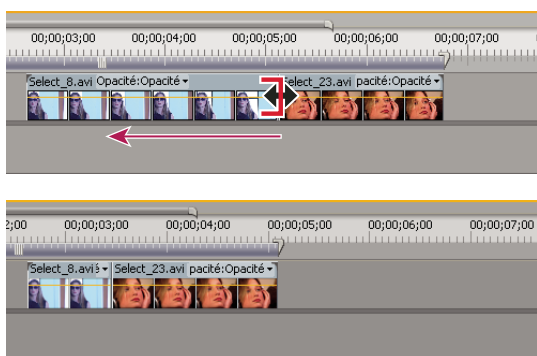 00;00;03;00 00;00;04;00 00;00;05;00 00;00;06;00 00;00;07;00
Select_8.avi Opacité:Opacité Select_23.avi pacité:Opacité
2;00 00;00;03;00 00;00;04;00 00;00;05;00 00;00;06;00 00;00;07;00
Select_8.avi Select_23.avi pacité:Opacité